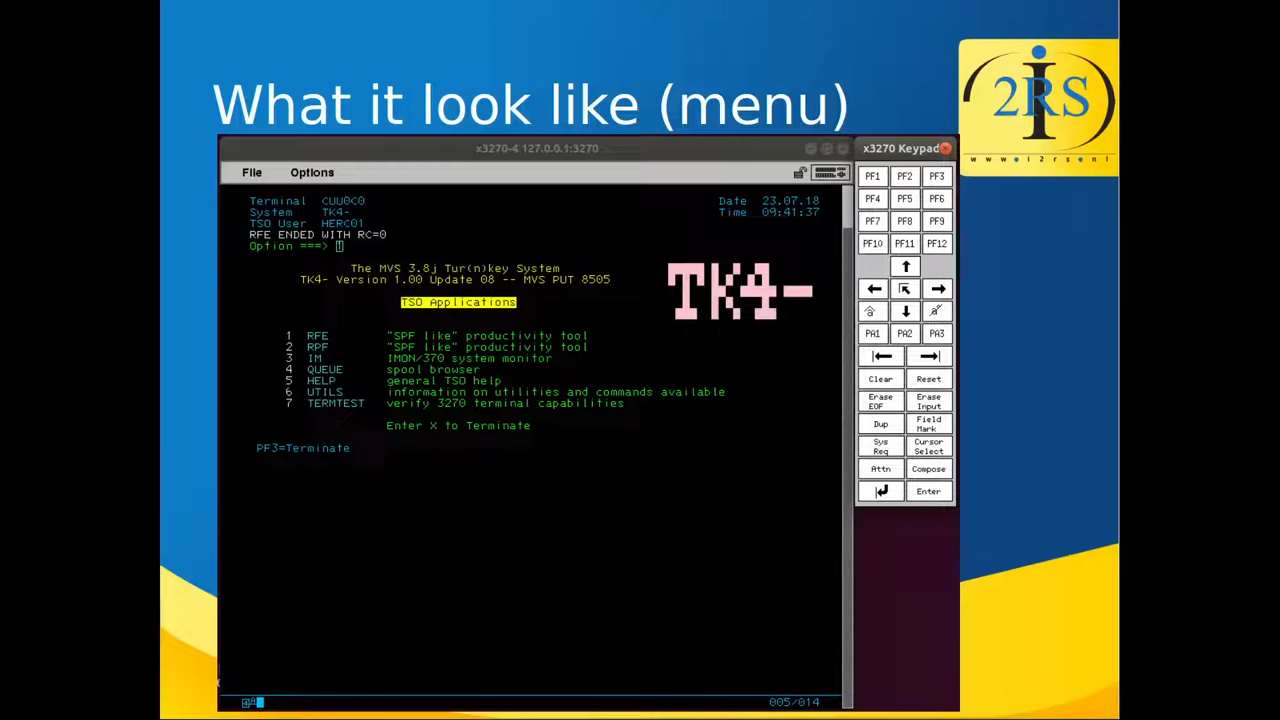 What it look like (menu)
2RS
www.i2rs.nl
x3270-4 127.0.0.1:3270
x3270 Keypad
File Options
Terminal CUU0C0
Date 23.07.18
System TK4-
Time 09:41:37
TSO User HERC01
RFE ENDED WITH RC=0
Option ===>
The MVS 3.8j Tur(n)key System
TK4- Version 1.00 Update 08 -- MVS PUT 8505
TK4-
TSO Applications
1 RFE "SPF like" productivity tool
2 RPF "SPF like" productivity tool
3 IM IMON/370 system monitor
4 QUEUE spool browser
5 HELP general TSO help
6 UTILS information on utilities and commands available
7 TERMTEST verify 3270 terminal capabilities
Enter X to Terminate
PF3=Terminate
005/014
PF1 PF2 PF3
PF4 PF5 PF6
PF7 PF8 PF9
PF10 PF11 PF12
PA1 PA2 PA3
Clear Reset
Erase EOF Erase Input
Dup Field Mark
Sys Req Cursor Select
Attn Compose
Enter